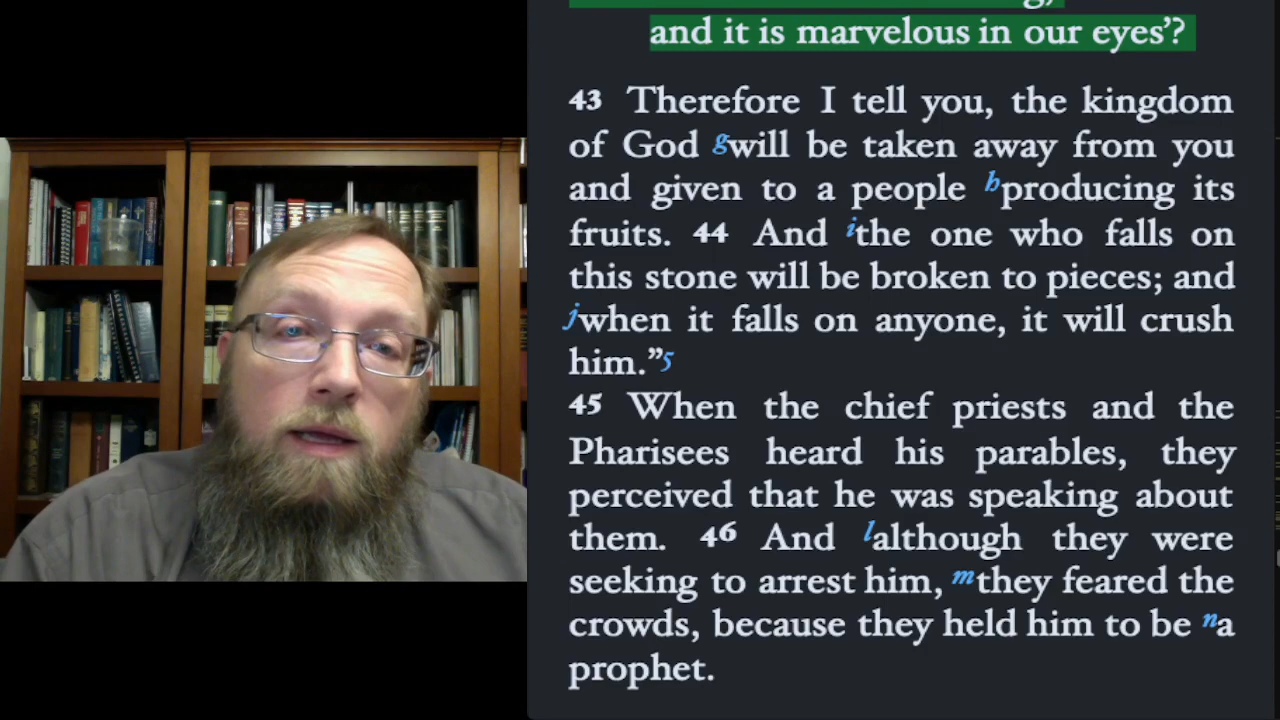 and it is marvelous in our eyes’?
43 Therefore I tell you, the kingdom
of God gwill be taken away from you
and given to a people hproducing its
fruits. 44 And ithe one who falls on
this stone will be broken to pieces; and
jwhen it falls on anyone, it will crush
him.”5
45 When the chief priests and the
Pharisees heard his parables, they
perceived that he was speaking about
them. 46 And lalthough they were
seeking to arrest him, mthey feared the
crowds, because they held him to be na
prophet.